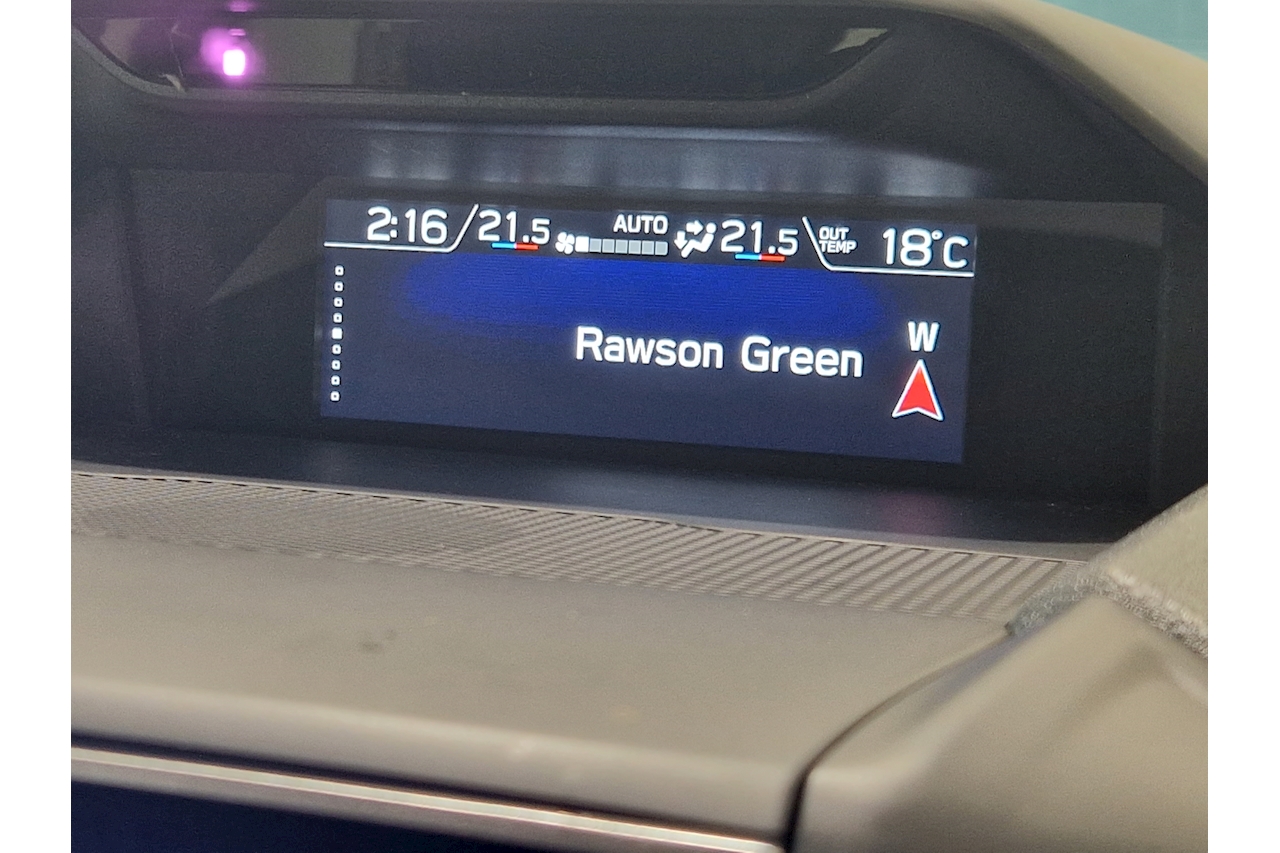 2:16 21.5 AUTO 21.5 OUT TEMP 18°C
W
Rawson Green